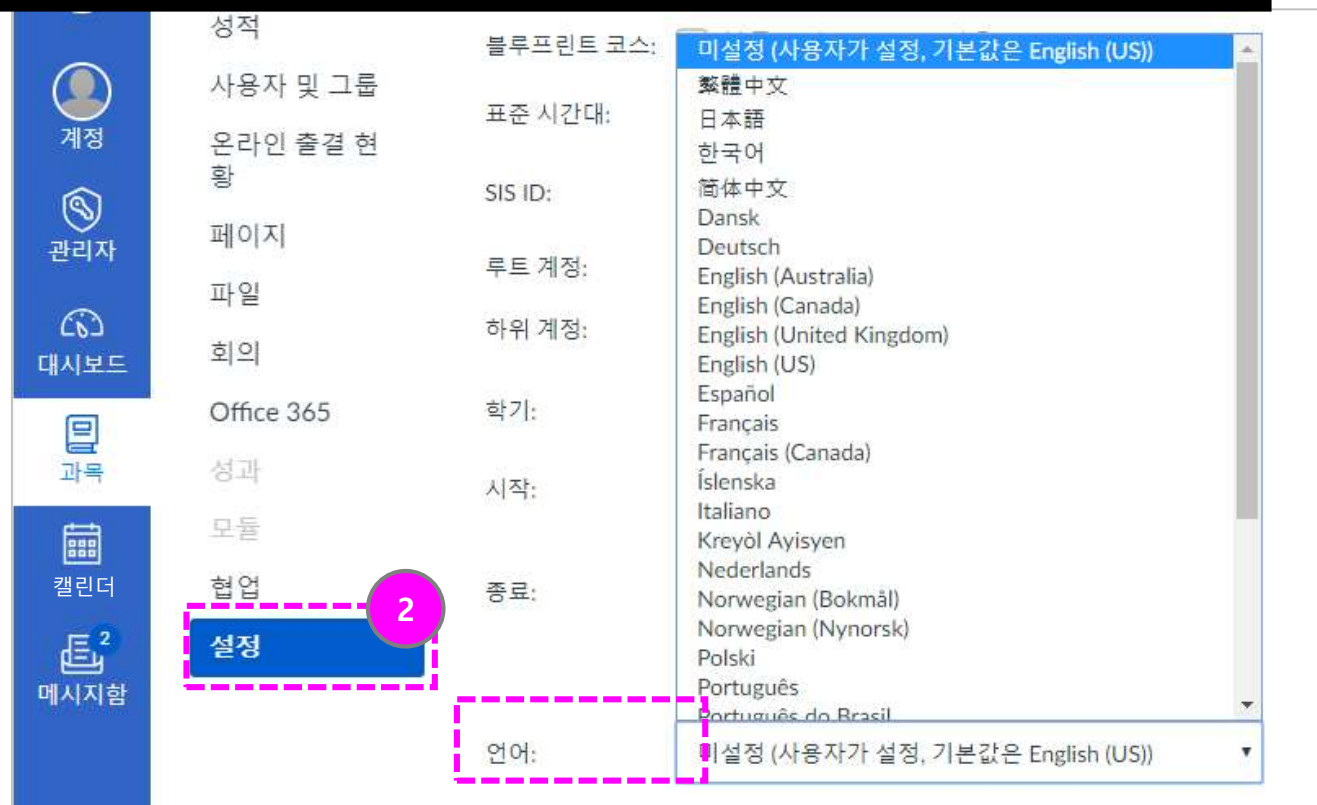 계정
관리자
대시보드
과목
캘린더
2
메시지함
성적
사용자 및 그룹
온라인 출결 현
황
페이지
파일
회의
Office 365
성과
모듈
협업
2
설정
블루프린트 코스:
표준 시간대:
SIS ID:
루트 계정:
하위 계정:
학기:
시작:
종료:
언어:
미설정 (사용자가 설정, 기본값은 English (US))
繁體中文
日本語
한국어
简体中文
Dansk
Deutsch
English (Australia)
English (Canada)
English (United Kingdom)
English (US)
Español
Français
Français (Canada)
Íslenska
Italiano
Kreyòl Ayisyen
Nederlands
Norwegian (Bokmål)
Norwegian (Nynorsk)
Polski
Português
Português do Brasil
미설정 (사용자가 설정, 기본값은 English (US))